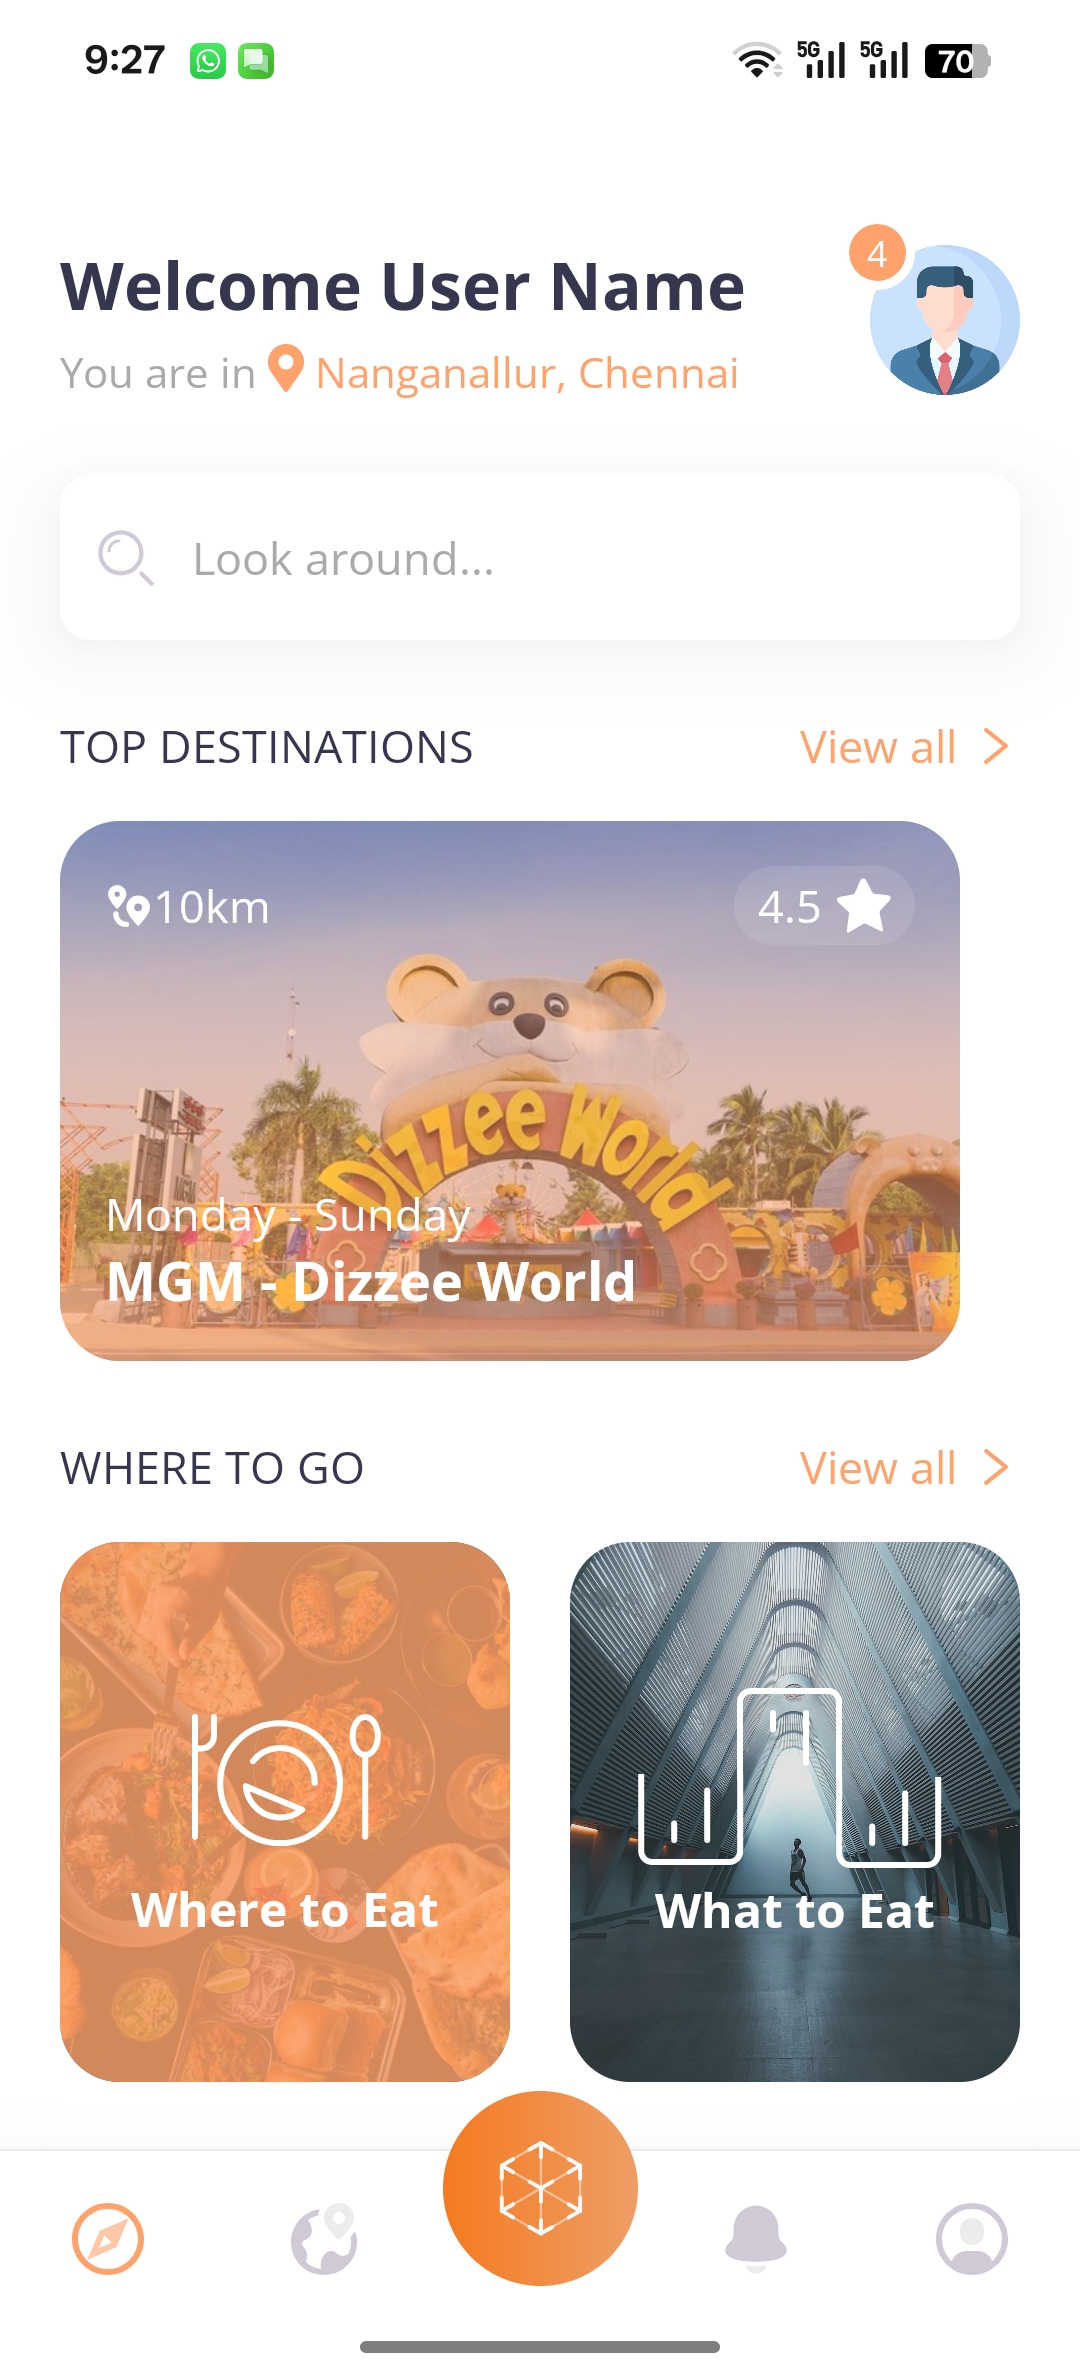 9:27
5G 5G 70
4
Welcome User Name
You are in Nanganallur, Chennai
Look around...
TOP DESTINATIONS View all
10km 4.5
Dizzee World
Monday - Sunday
MGM - Dizzee World
WHERE TO GO View all
Where to Eat What to Eat